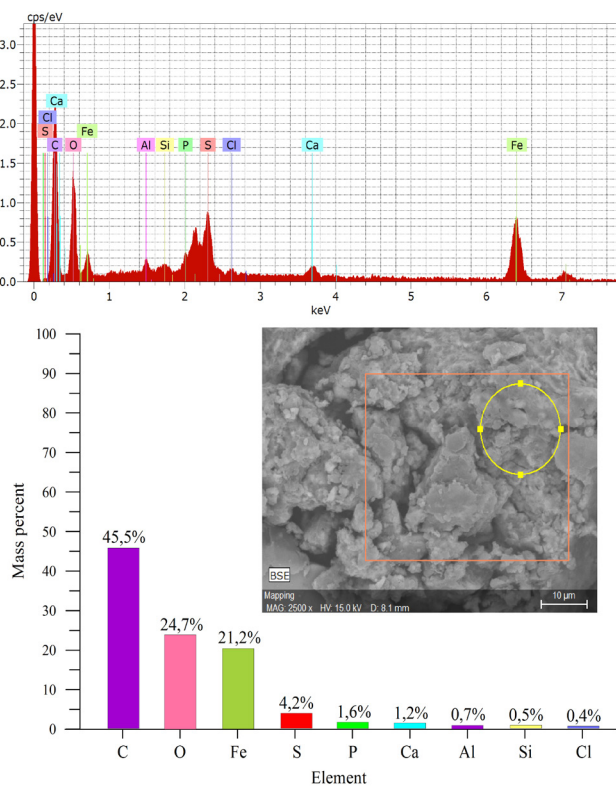 cps/eV
3.0
2.5
2.0
1.5
1.0
0.5
0.0
Ca
Cl
S
C O Fe Al Si P S Cl Ca Fe
0 1 2 3 4 5 6 7
keV
100
90
80
70
60
50
40
30
20
10
0
Mass percent
45,5%
24,7%
21,2%
4,2%
1,6%
1,2%
0,7%
0,5%
0,4%
C O Fe S P Ca Al Si Cl
Element
BSE
Mapping
MAG: 2500 x HV: 15.0 kV D: 8.1 mm
10 µm